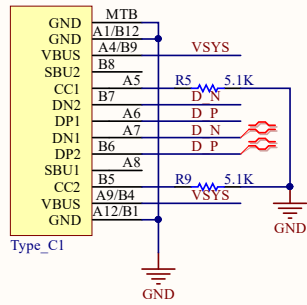 GND MTB
GND A1/B12
VBUS A4/B9 VSYS
SBU2 B8
CC1 A5 R5 5.1K
DN2 B7 D_N
DP1 A6 D_P
DN1 A7 D_N
DP2 B6 D_P
SBU1 A8
CC2 B5 R9 5.1K
VBUS A9/B4 VSYS
GND A12/B1
GND
Type_C1
GND